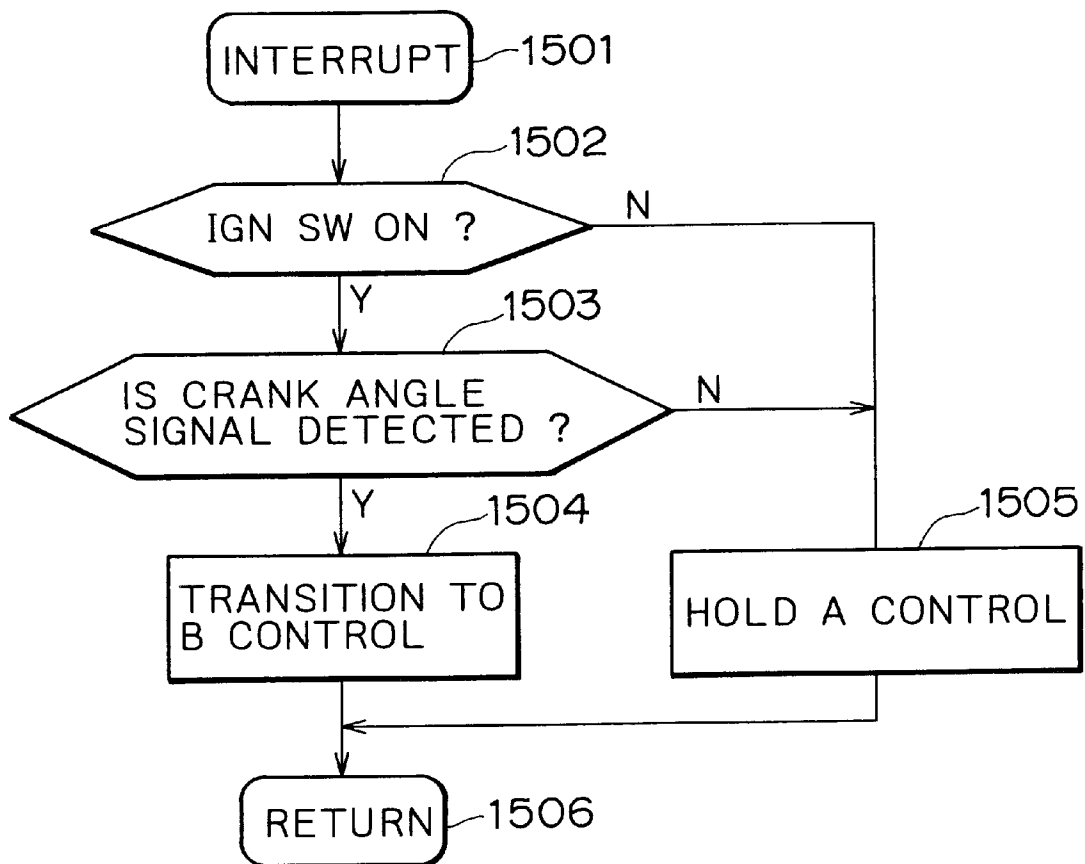 INTERRUPT
1501
1502
IGN SW ON ?
N
Y
1503
IS CRANK ANGLE
SIGNAL DETECTED ?
N
Y
1504
TRANSITION TO
B CONTROL
1505
HOLD A CONTROL
RETURN
1506